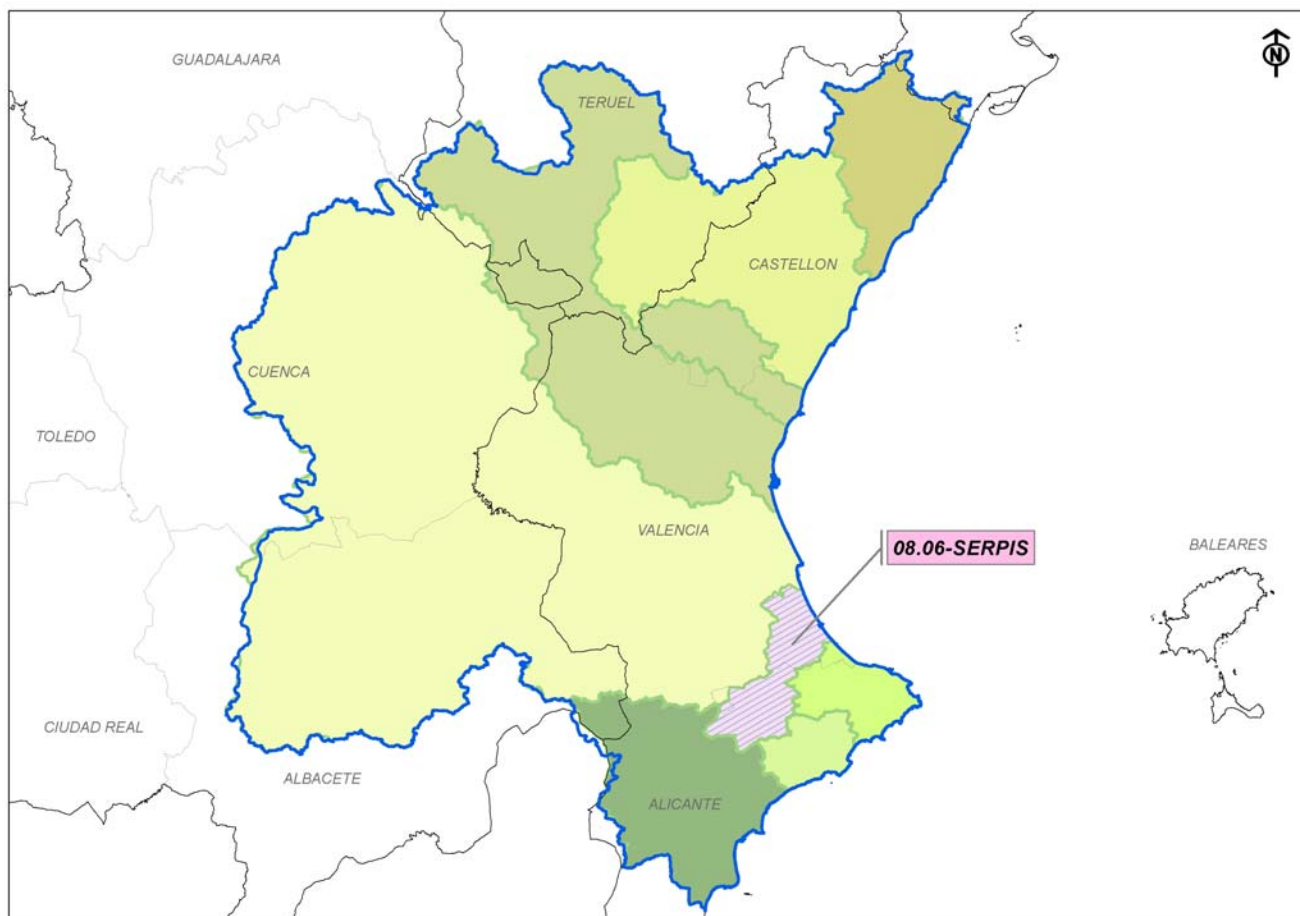 N
GUADALAJARA
TERUEL
CASTELLON
CUENCA
TOLEDO
VALENCIA
08.06-SERPIS
BALEARES
CIUDAD REAL
ALBACETE
ALICANTE